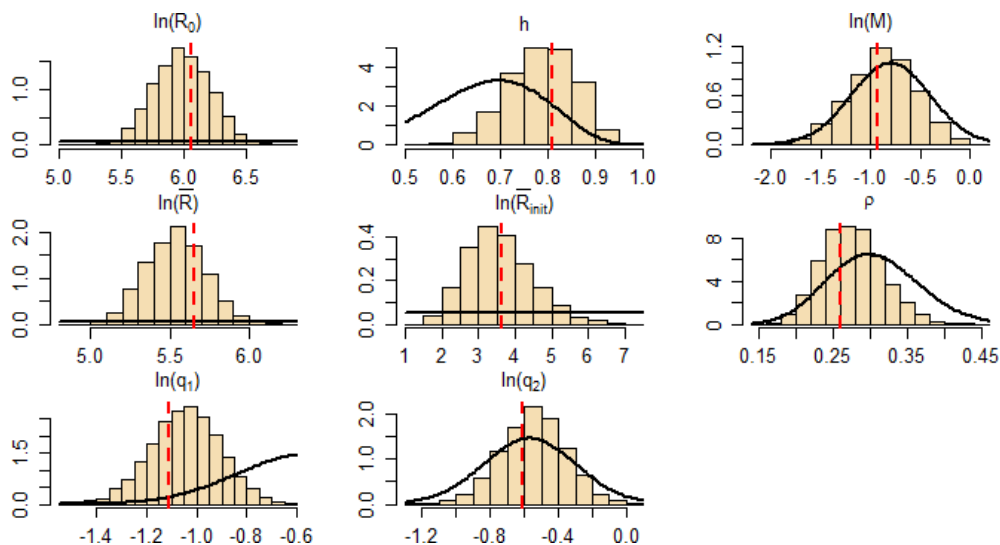 ln(R̅₀)
h
ln(M)
0.0 1.0
5.0 5.5 6.0 6.5
0 2 4
0.5 0.6 0.7 0.8 0.9 1.0
0.0 0.6 1.2
-2.0 -1.5 -1.0 -0.5 0.0
ln(R̅)
ln(R̅init)
ρ
0.0 1.0 2.0
5.0 5.5 6.0
0.0 0.2 0.4
1 2 3 4 5 6 7
0 4 8
0.15 0.25 0.35 0.45
ln(q₁)
ln(q₂)
0.0 1.5
-1.4 -1.2 -1.0 -0.8 -0.6
0.0 1.0 2.0
-1.2 -0.8 -0.4 0.0